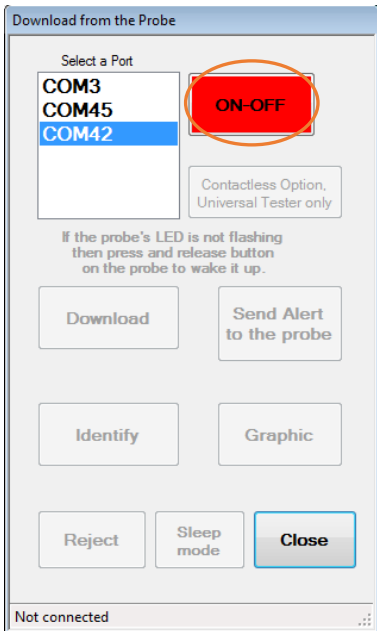 Download from the Probe
Select a Port
COM3
COM45
COM42
ON-OFF
Contactless Option,
Universal Tester only
If the probe's LED is not flashing
then press and release button
on the probe to wake it up.
Download
Send Alert
to the probe
Identify
Graphic
Reject
Sleep
mode
Close
Not connected